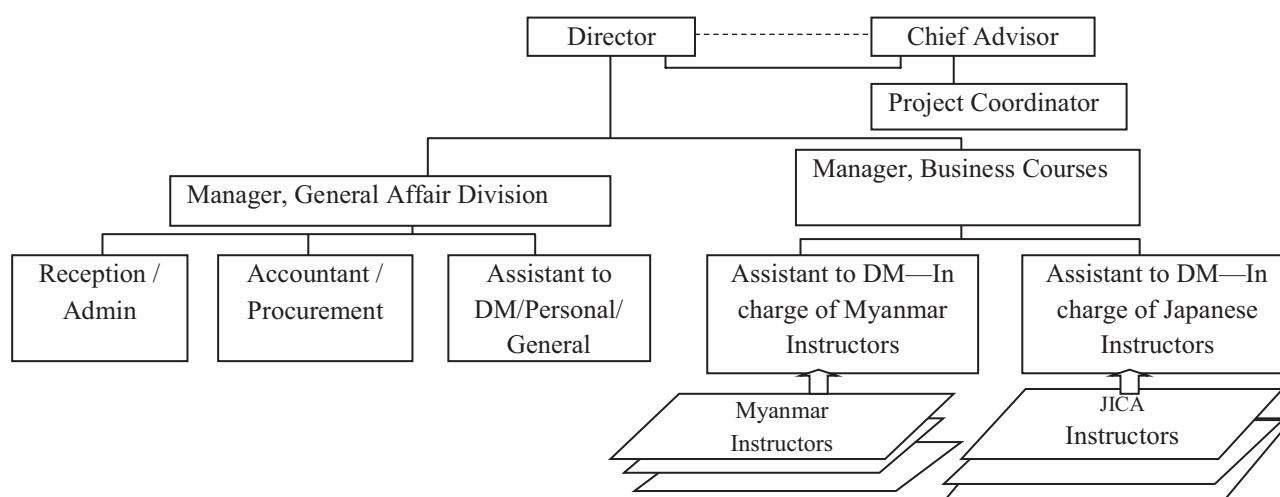 Director
Chief Advisor
Project Coordinator
Manager, General Affair Division
Manager, Business Courses
Reception /
Admin
Accountant /
Procurement
Assistant to
DM/Personal/
General
Assistant to DM—In
charge of Myanmar
Instructors
Assistant to DM—In
charge of Japanese
Instructors
Myanmar
Instructors
JICA
Instructors